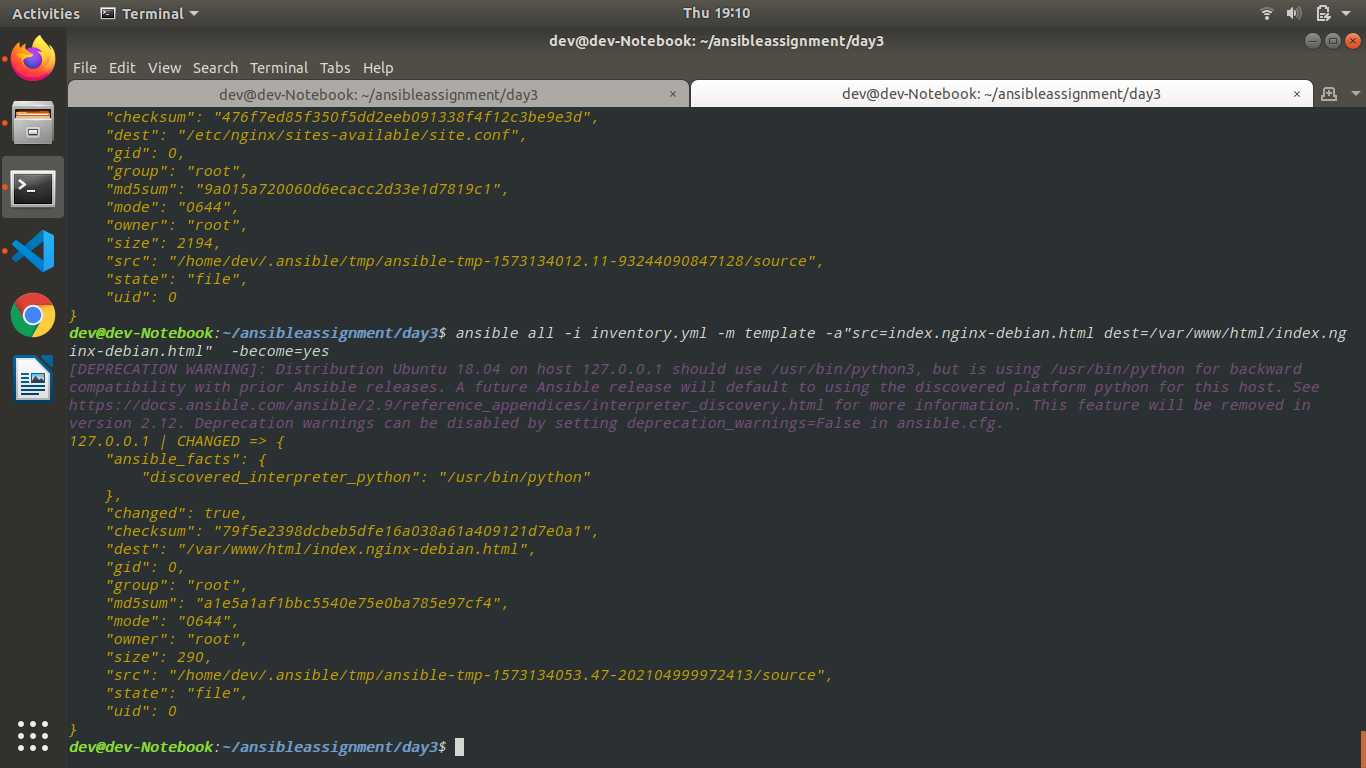 Activities Terminal Thu 19:10
dev@dev-Notebook: ~/ansibleassignment/day3
File Edit View Search Terminal Tabs Help
dev@dev-Notebook: ~/ansibleassignment/day3 × dev@dev-Notebook: ~/ansibleassignment/day3 ×
"checksum": "476f7ed85f350f5dd2eeb091338f4f12c3be9e3d",
"dest": "/etc/nginx/sites-available/site.conf",
"gid": 0,
"group": "root",
"md5sum": "9a015a720060d6ecacc2d33e1d7819c1",
"mode": "0644",
"owner": "root",
"size": 2194,
"src": "/home/dev/.ansible/tmp/ansible-tmp-1573134012.11-93244090847128/source",
"state": "file",
"uid": 0
}
dev@dev-Notebook:~/ansibleassignment/day3$ ansible all -i inventory.yml -m template -a"src=index.nginx-debian.html dest=/var/www/html/index.ng
inx-debian.html"  -become=yes
[DEPRECATION WARNING]: Distribution Ubuntu 18.04 on host 127.0.0.1 should use /usr/bin/python3, but is using /usr/bin/python for backward
compatibility with prior Ansible releases. A future Ansible release will default to using the discovered platform python for this host. See
https://docs.ansible.com/ansible/2.9/reference_appendices/interpreter_discovery.html for more information. This feature will be removed in
version 2.12. Deprecation warnings can be disabled by setting deprecation_warnings=False in ansible.cfg.
127.0.0.1 | CHANGED => {
"ansible_facts": {
"discovered_interpreter_python": "/usr/bin/python"
},
"changed": true,
"checksum": "79f5e2398dcbeb5dfe16a038a61a409121d7e0a1",
"dest": "/var/www/html/index.nginx-debian.html",
"gid": 0,
"group": "root",
"md5sum": "a1e5a1af1bbc5540e75e0ba785e97cf4",
"mode": "0644",
"owner": "root",
"size": 290,
"src": "/home/dev/.ansible/tmp/ansible-tmp-1573134053.47-202104999972413/source",
"state": "file",
"uid": 0
}
dev@dev-Notebook:~/ansibleassignment/day3$